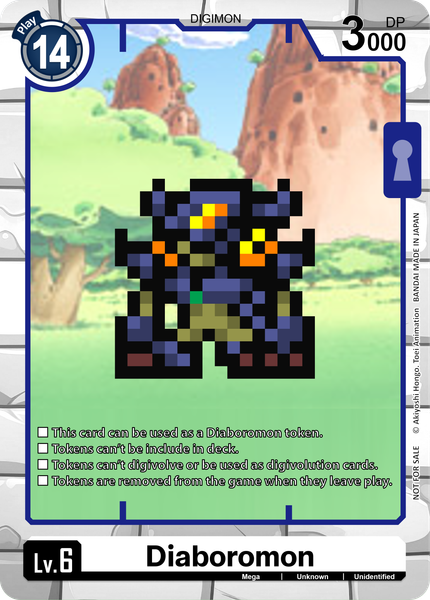 Play
14
DIGIMON
DP
3000
□ This card can be used as a Diaboromon token.
□ Tokens can't be include in deck.
□ Tokens can't digivolve or be used as digivolution cards.
□ Tokens are removed from the game when they leave play.
NOT FOR SALE © Akiyoshi Hongo. Toei Animation BANDAI MADE IN JAPAN
Lv.6
Diaboromon
Mega Unknown Unidentified